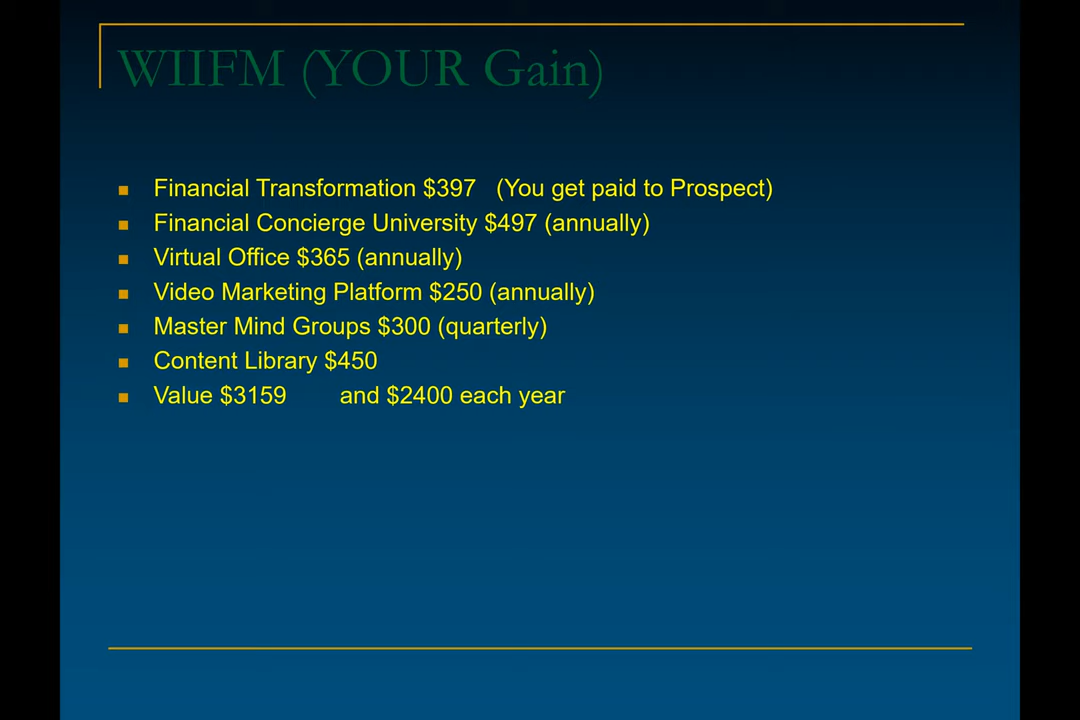 WIIFM (YOUR Gain)
Financial Transformation $397 (You get paid to Prospect)
Financial Concierge University $497 (annually)
Virtual Office $365 (annually)
Video Marketing Platform $250 (annually)
Master Mind Groups $300 (quarterly)
Content Library $450
Value $3159 and $2400 each year